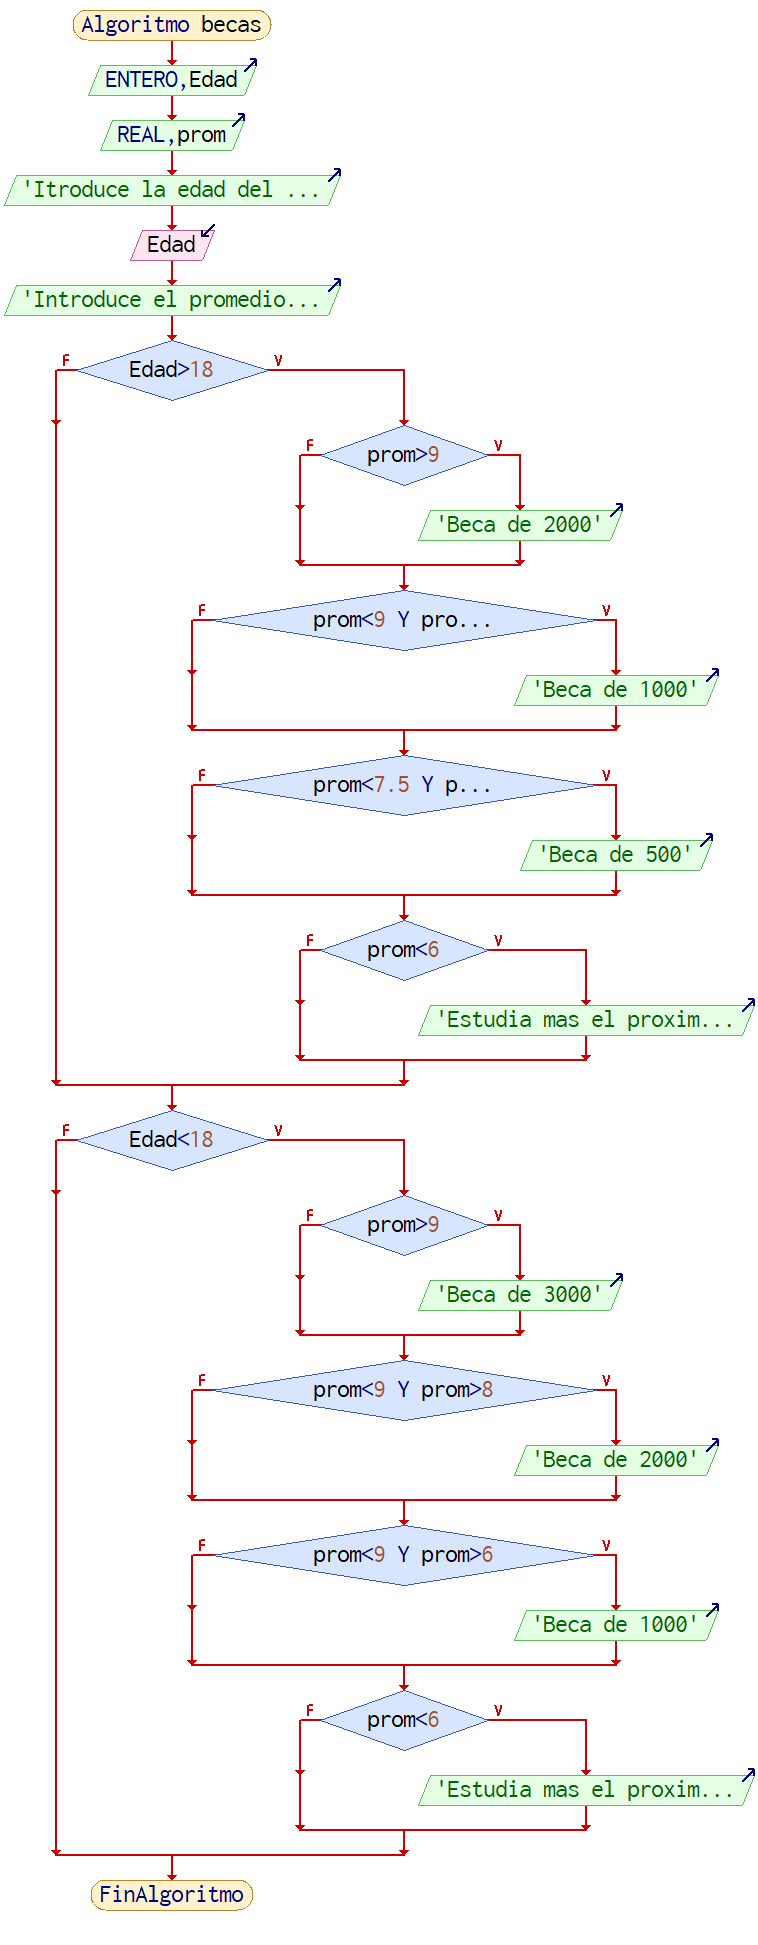 Algoritmo becas
ENTERO,Edad
REAL,prom
'Itroduce la edad del ...
Edad
'Introduce el promedio...
F
Edad>18
V
F
prom>9
V
'Beca de 2000'
F
prom<9 Y pro...
V
'Beca de 1000'
F
prom<7.5 Y p...
V
'Beca de 500'
F
prom<6
V
'Estudia mas el proxim...
F
Edad<18
V
F
prom>9
V
'Beca de 3000'
F
prom<9 Y prom>8
V
'Beca de 2000'
F
prom<9 Y prom>6
V
'Beca de 1000'
F
prom<6
V
'Estudia mas el proxim...
FinAlgoritmo